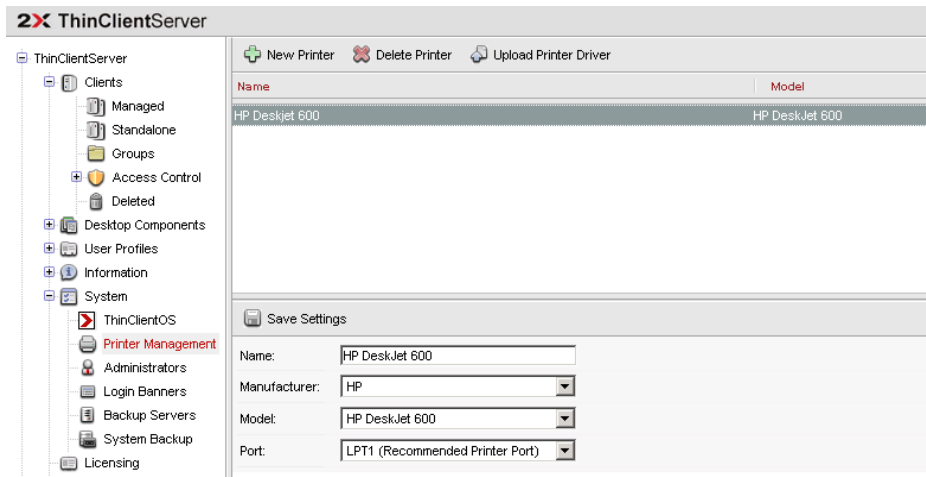 2X ThinClientServer
ThinClientServer
Clients
Managed
Standalone
Groups
Access Control
Deleted
Desktop Components
User Profiles
Information
System
ThinClientOS
Printer Management
Administrators
Login Banners
Backup Servers
System Backup
Licensing
New Printer Delete Printer Upload Printer Driver
Name Model
HP Deskjet 600 HP DeskJet 600
Save Settings
Name: HP DeskJet 600
Manufacturer: HP
Model: HP DeskJet 600
Port: LPT1 (Recommended Printer Port)